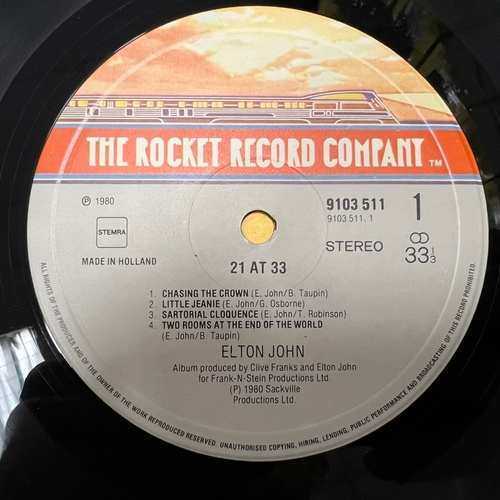 THE ROCKET RECORD COMPANY TM
℗ 1980
STEMRA
MADE IN HOLLAND
9103 511
9103 511. 1
1
STEREO
33 1/3
21 AT 33
1. CHASING THE CROWN (E. John/B. Taupin)
2. LITTLE JEANIE (E. John/G. Osborne)
3. SARTORIAL CLOQUENCE (E. John/T. Robinson)
4. TWO ROOMS AT THE END OF THE WORLD
(E. John/B. Taupin)
ELTON JOHN
Album produced by Clive Franks and Elton John
for Frank-N-Stein Productions Ltd.
(P) 1980 Sackville
Productions Ltd.
ALL RIGHTS OF THE PRODUCER AND OF THE OWNER OF THE WORK REPRODUCED RESERVED. UNAUTHORISED COPYING, HIRING, LENDING, PUBLIC PERFORMANCE AND BROADCASTING OF THIS RECORD PROHIBITED.